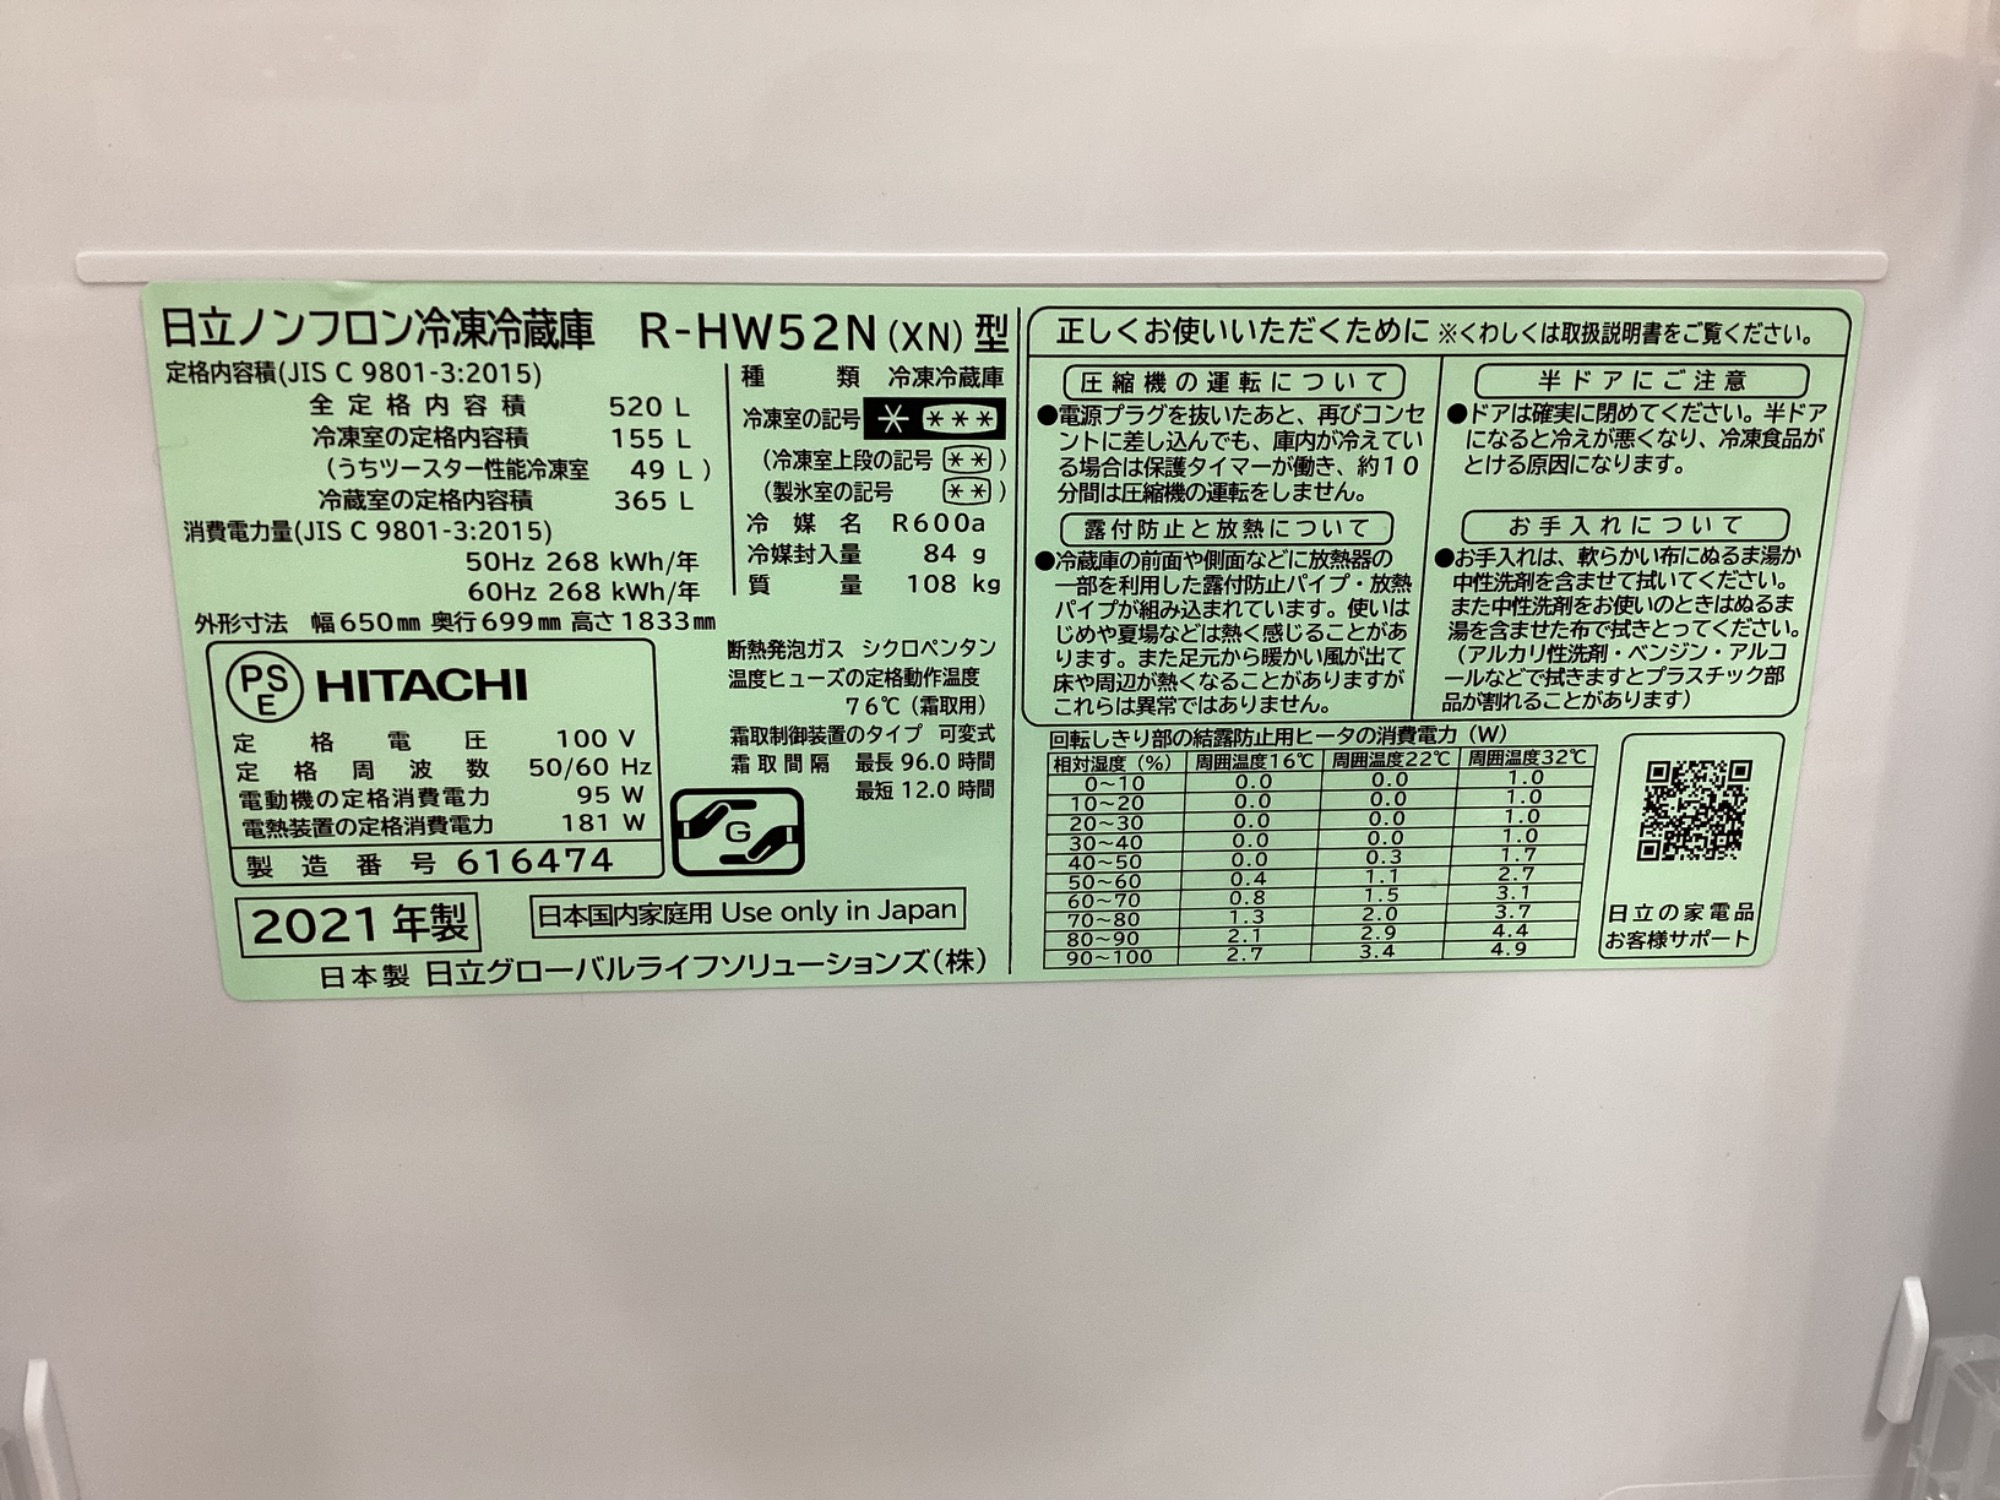 日立ノンフロン冷凍冷蔵庫 R-HW52N(XN)型
定格内容積(JIS C 9801-3:2015)
全定格内容積 520 L
冷凍室の定格内容積 155 L
(うちツースター性能冷凍室 49 L)
冷蔵室の定格内容積 365 L
消費電力量(JIS C 9801-3:2015)
50Hz 268 kWh/年
60Hz 268 kWh/年
外形寸法 幅650㎜ 奥行699㎜ 高さ1833㎜
種類 冷凍冷蔵庫
冷凍室の記号 * ***
(冷凍室上段の記号 **)
(製氷室の記号 **)
冷媒名 R600a
冷媒封入量 84 g
質量 108 kg
PSE HITACHI
定格電圧 100 V
定格周波数 50/60 Hz
電動機の定格消費電力 95 W
電熱装置の定格消費電力 181 W
製造番号 616474
断熱発泡ガス シクロペンタン
温度ヒューズの定格動作温度
76℃(霜取用)
霜取制御装置のタイプ 可変式
霜取間隔 最長 96.0 時間
最短 12.0 時間
G
2021年製
日本国内家庭用 Use only in Japan
日本製 日立グローバルライフソリューションズ(株)
正しくお使いいただくために ※くわしくは取扱説明書をご覧ください。
圧縮機の運転について
●電源プラグを抜いたあと、再びコンセ
ントに差し込んでも、庫内が冷えてい
る場合は保護タイマーが働き、約10
分間は圧縮機の運転をしません。
露付防止と放熱について
●冷蔵庫の前面や側面などに放熱器の
一部を利用した露付防止パイプ・放熱
パイプが組み込まれています。使いは
じめや夏場などは熱く感じることがあ
ります。また足元から暖かい風が出て
床や周辺が熱くなることがありますが
これらは異常ではありません。
半ドアにご注意
●ドアは確実に閉めてください。半ドア
になると冷えが悪くなり、冷凍食品が
とける原因になります。
お手入れについて
●お手入れは、軟らかい布にぬるま湯か
中性洗剤を含ませて拭いてください。
また中性洗剤をお使いのときはぬるま
湯を含ませた布で拭きとってください。
(アルカリ性洗剤・ベンジン・アルコ
ールなどで拭きますとプラスチック部
品が割れることがあります)
回転しきり部の結露防止用ヒータの消費電力(W)
相対湿度(%) 周囲温度16℃ 周囲温度22℃ 周囲温度32℃
0~10 0.0 0.0 1.0
10~20 0.0 0.0 1.0
20~30 0.0 0.0 1.0
30~40 0.0 0.0 1.0
40~50 0.0 0.3 1.7
50~60 0.4 1.1 2.7
60~70 0.8 1.5 3.1
70~80 1.3 2.0 3.7
80~90 2.1 2.9 4.4
90~100 2.7 3.4 4.9
日立の家電品
お客様サポート